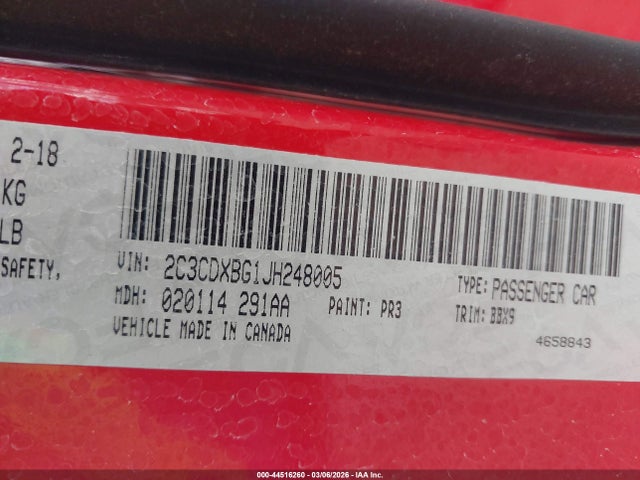 2-18
KG
LB
SAFETY,
VIN: 2C3CDXBG1JH248005
TYPE: PASSENGER CAR
MDH: 020114 291AA PAINT: PR3
TRIM: BBX9
VEHICLE MADE IN CANADA
4658843
000-44516260 - 03/06/2026 - IAA Inc.